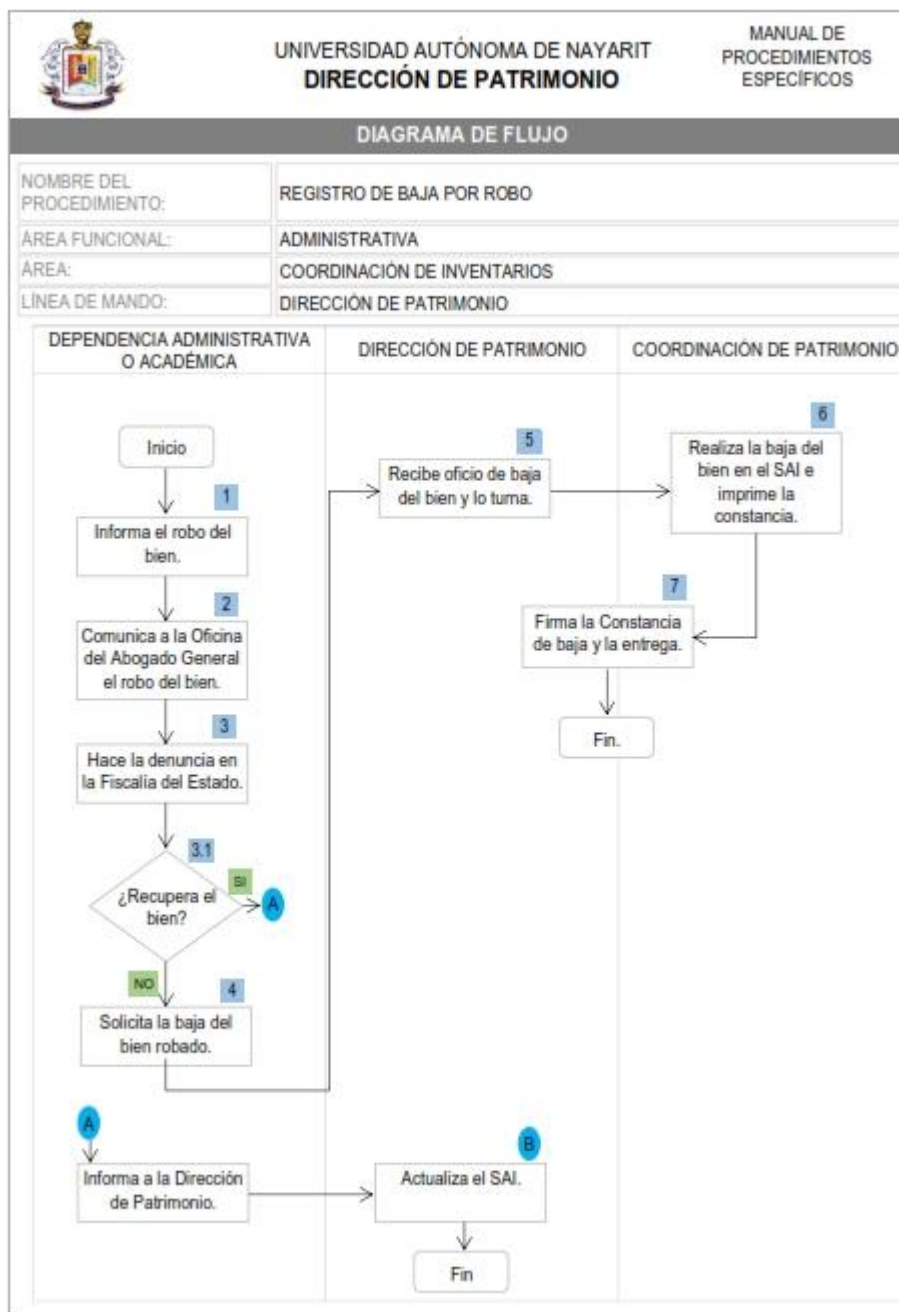 UNIVERSIDAD AUTÓNOMA DE NAYARIT
DIRECCIÓN DE PATRIMONIO
MANUAL DE
PROCEDIMIENTOS
ESPECÍFICOS
DIAGRAMA DE FLUJO
NOMBRE DEL
PROCEDIMIENTO:
REGISTRO DE BAJA POR ROBO
ÁREA FUNCIONAL:
ADMINISTRATIVA
ÁREA:
COORDINACIÓN DE INVENTARIOS
LÍNEA DE MANDO:
DIRECCIÓN DE PATRIMONIO
DEPENDENCIA ADMINISTRATIVA
O ACADÉMICA
DIRECCIÓN DE PATRIMONIO
COORDINACIÓN DE PATRIMONIO
Inicio
1
Informa el robo del
bien.
2
Comunica a la Oficina
del Abogado General
el robo del bien.
3
Hace la denuncia en
la Fiscalía del Estado.
3.1
¿Recupera el
bien?
SI
A
NO
4
Solicita la baja del
bien robado.
5
Recibe oficio de baja
del bien y lo turna.
6
Realiza la baja del
bien en el SAI e
imprime la
constancia.
7
Firma la Constancia
de baja y la entrega.
Fin.
A
Informa a la Dirección
de Patrimonio.
B
Actualiza el SAI.
Fin